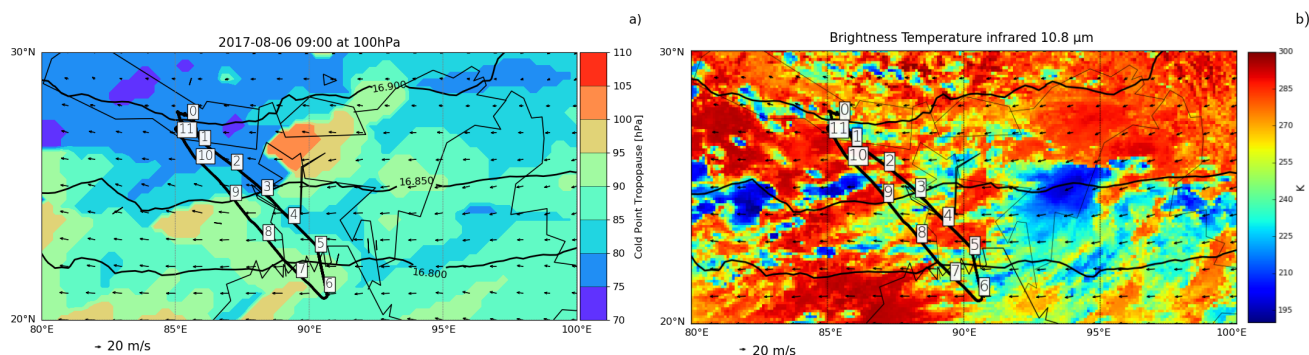 a)
2017-08-06 09:00 at 100hPa
30°N
20°N
80°E
85°E
90°E
95°E
100°E
16.900
16.850
16.800
0
11
1
10
2
9
3
4
8
5
7
6
20 m/s
110
105
100
95
90
85
80
75
70
Cold Point Tropopause [hPa]
b)
Brightness Temperature infrared 10.8 µm
30°N
20°N
80°E
85°E
90°E
95°E
100°E
0
11
1
10
2
9
3
4
8
5
7
6
20 m/s
300
285
270
255
240
225
210
195
K